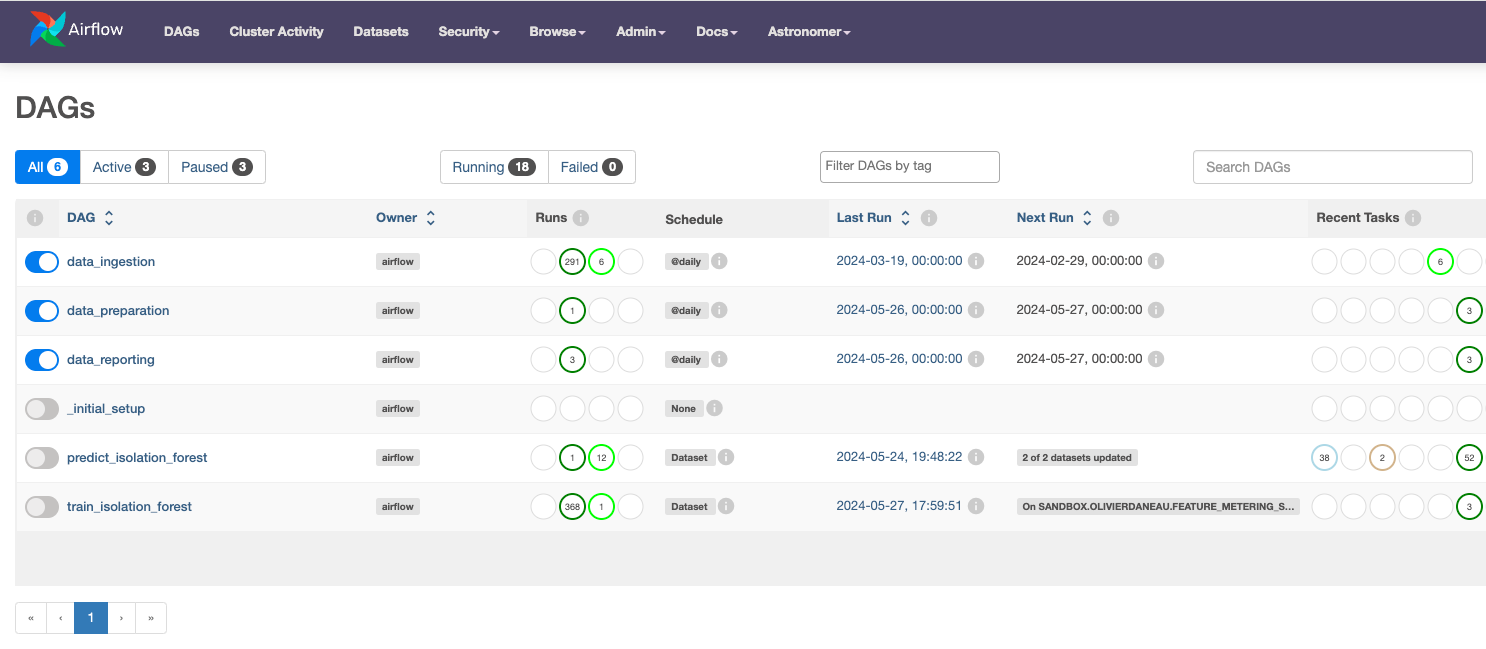 Airflow DAGs Cluster Activity Datasets Security Browse Admin Docs Astronomer
DAGs
All 6 Active 3 Paused 3 Running 18 Failed 0 Filter DAGs by tag Search DAGs
i DAG Owner Runs i Schedule Last Run i Next Run i Recent Tasks i
data_ingestion airflow 291 6 @daily i 2024-03-19, 00:00:00 i 2024-02-29, 00:00:00 i 6
data_preparation airflow 1 @daily i 2024-05-26, 00:00:00 i 2024-05-27, 00:00:00 i 3
data_reporting airflow 3 @daily i 2024-05-26, 00:00:00 i 2024-05-27, 00:00:00 i 3
_initial_setup airflow None i
predict_isolation_forest airflow 1 12 Dataset i 2024-05-24, 19:48:22 i 2 of 2 datasets updated 38 2 52
train_isolation_forest airflow 368 1 Dataset i 2024-05-27, 17:59:51 i On SANDBOX.OLIVIERDANEAU.FEATURE_METERING_S... 3
« ‹ 1 › »